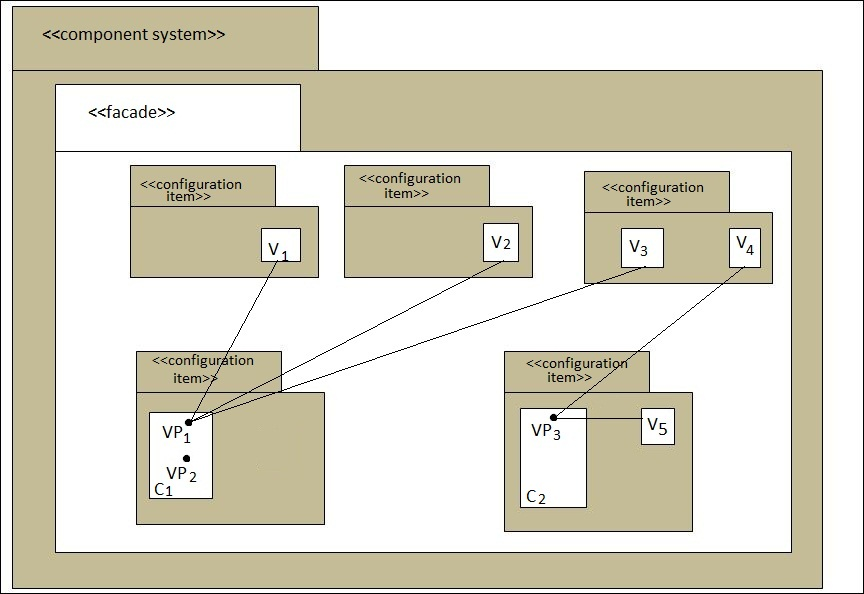 <<component system>>
<<facade>>
<<configuration
item>>
V1
<<configuration
item>>
V2
<<configuration
item>>
V3
V4
<<configuration
item>>
VP1
VP2
C1
<<configuration
item>>
VP3
V5
C2